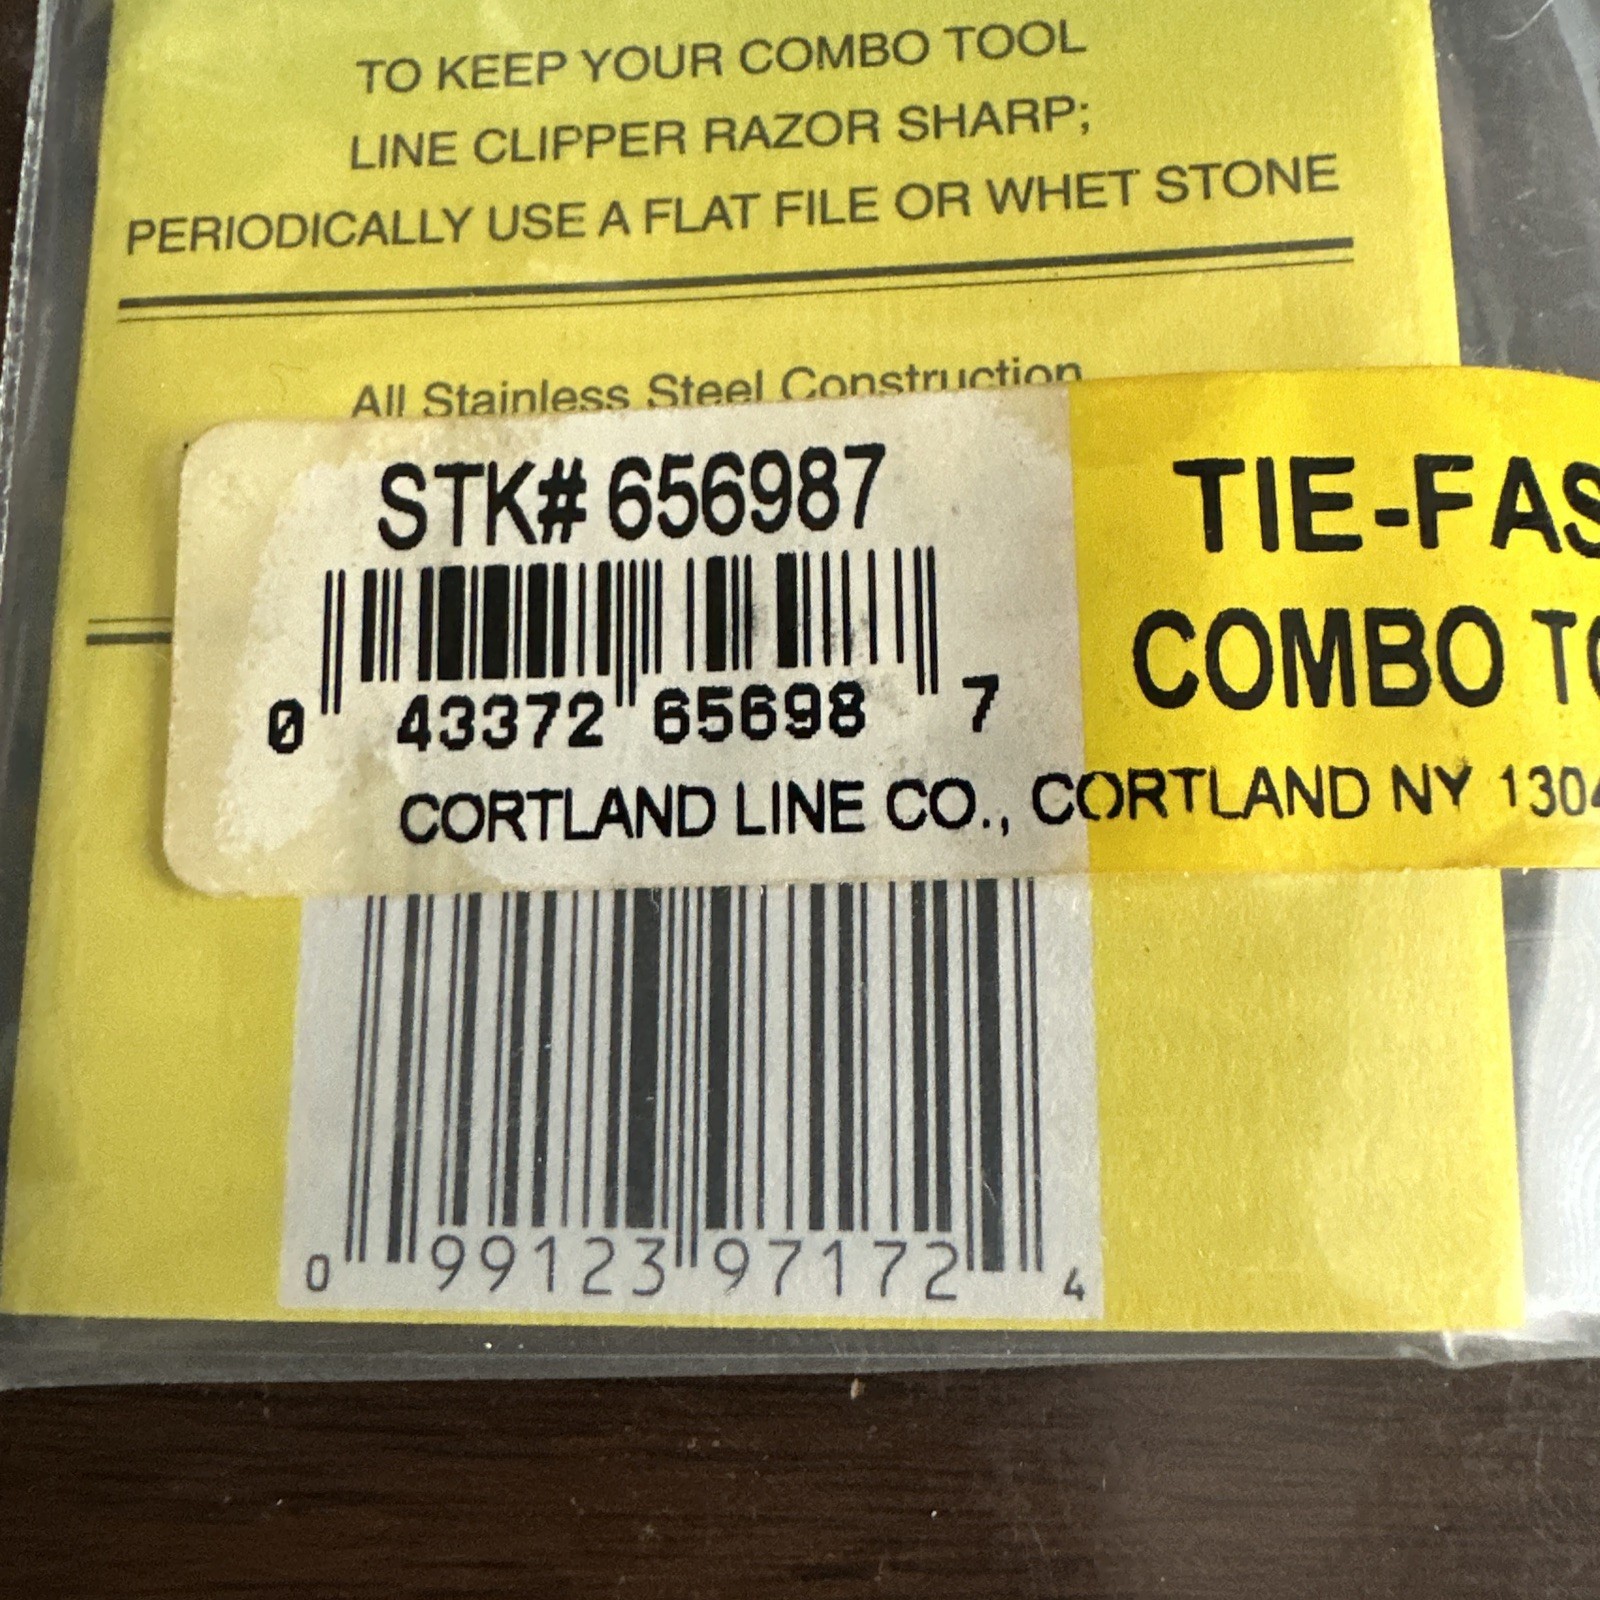 TO KEEP YOUR COMBO TOOL
LINE CLIPPER RAZOR SHARP;
PERIODICALLY USE A FLAT FILE OR WHET STONE
All Stainless Steel Construction
STK# 656987
TIE-FAS
COMBO TO
0 43372 65698 7
CORTLAND LINE CO., CORTLAND NY 1304
0 99123 97172 4